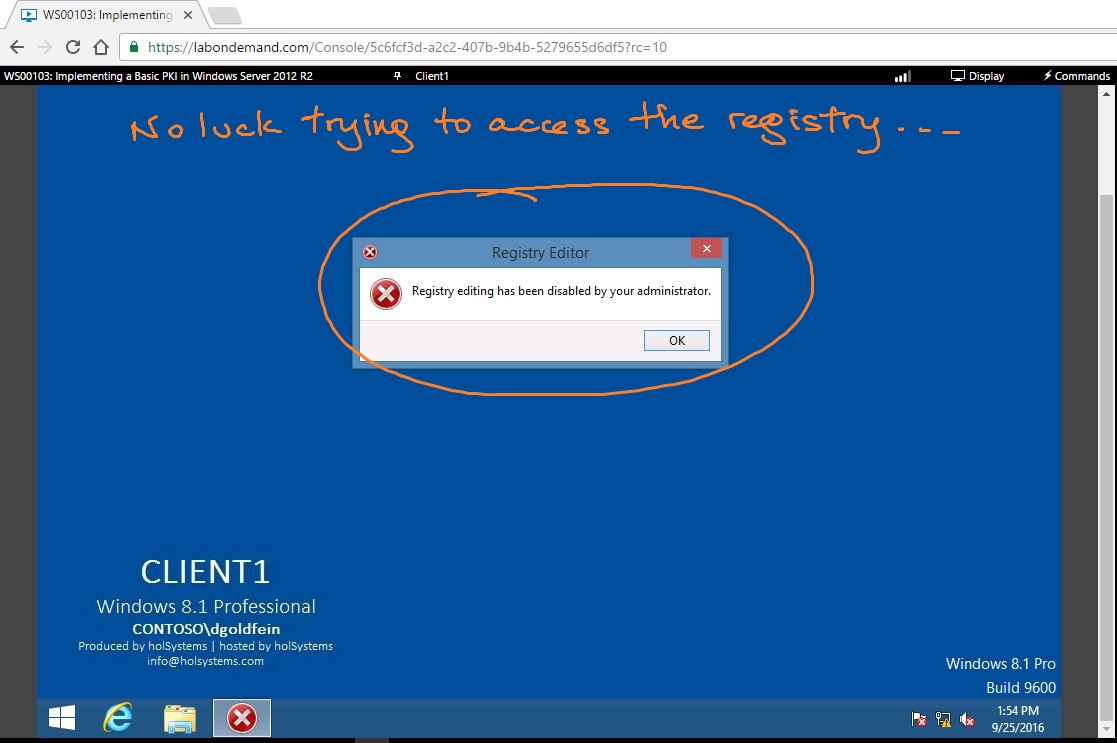 WS00103: Implementing
https://labondemand.com/Console/5c6fcf3d-a2c2-407b-9b4b-5279655d6df5?rc=10
WS00103: Implementing a Basic PKI in Windows Server 2012 R2 Client1 Display Commands
No luck trying to access the registry...
Registry Editor
Registry editing has been disabled by your administrator.
OK
CLIENT1
Windows 8.1 Professional
CONTOSO\dgoldfein
Produced by holSystems | hosted by holSystems
info@holsystems.com
Windows 8.1 Pro
Build 9600
1:54 PM
9/25/2016